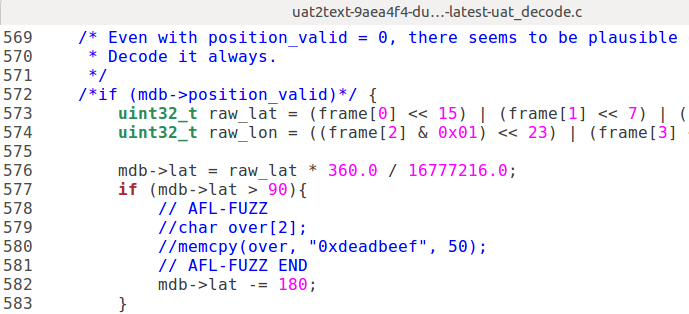 uat2text-9aea4f4-du...-latest-uat_decode.c
569 /* Even with position_valid = 0, there seems to be plausible
570 * Decode it always.
571 */
572 /*if (mdb->position_valid)*/ {
573 uint32_t raw_lat = (frame[0] << 15) | (frame[1] << 7) | (
574 uint32_t raw_lon = ((frame[2] & 0x01) << 23) | (frame[3]
575
576 mdb->lat = raw_lat * 360.0 / 16777216.0;
577 if (mdb->lat > 90){
578 // AFL-FUZZ
579 //char over[2];
580 //memcpy(over, "0xdeadbeef", 50);
581 // AFL-FUZZ END
582 mdb->lat -= 180;
583 }